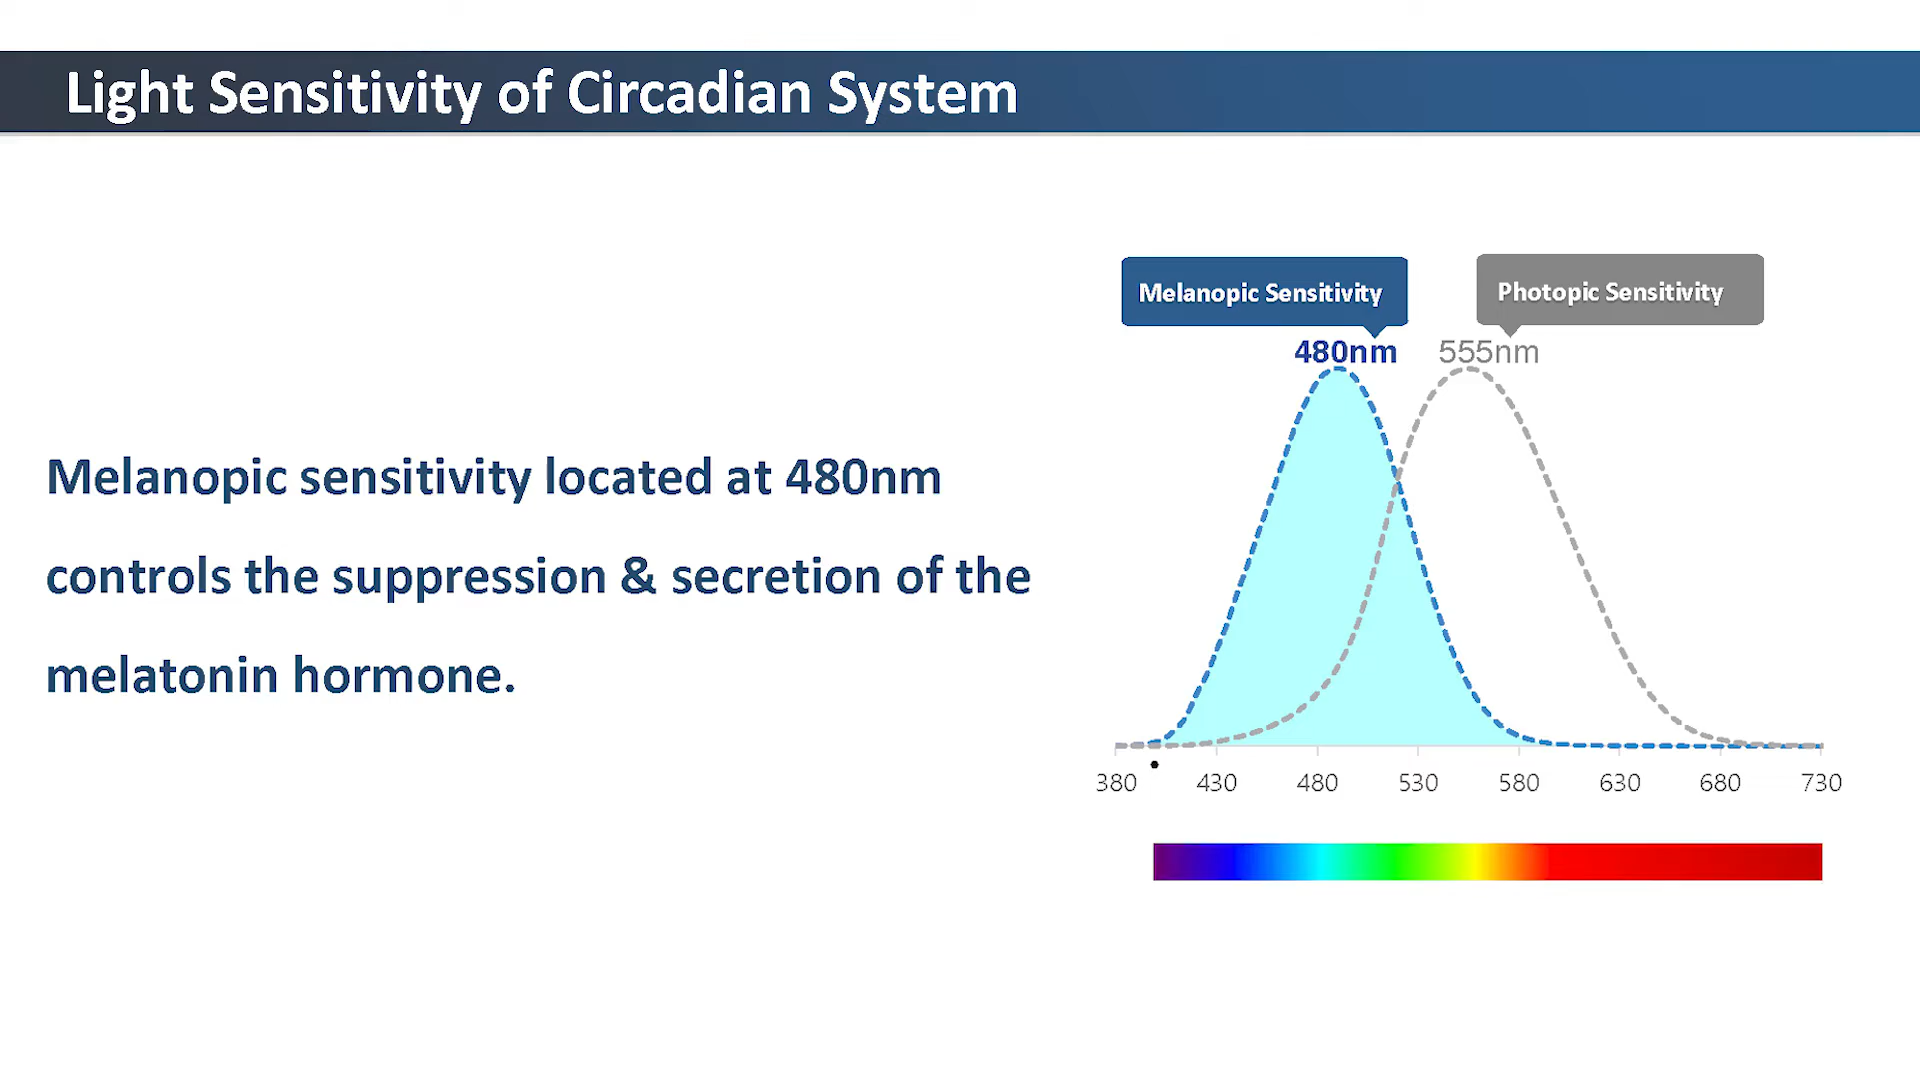 Light Sensitivity of Circadian System
Melanopic sensitivity located at 480nm
controls the suppression & secretion of the
melatonin hormone.
Melanopic Sensitivity
Photopic Sensitivity
480nm
555nm
380 430 480 530 580 630 680 730